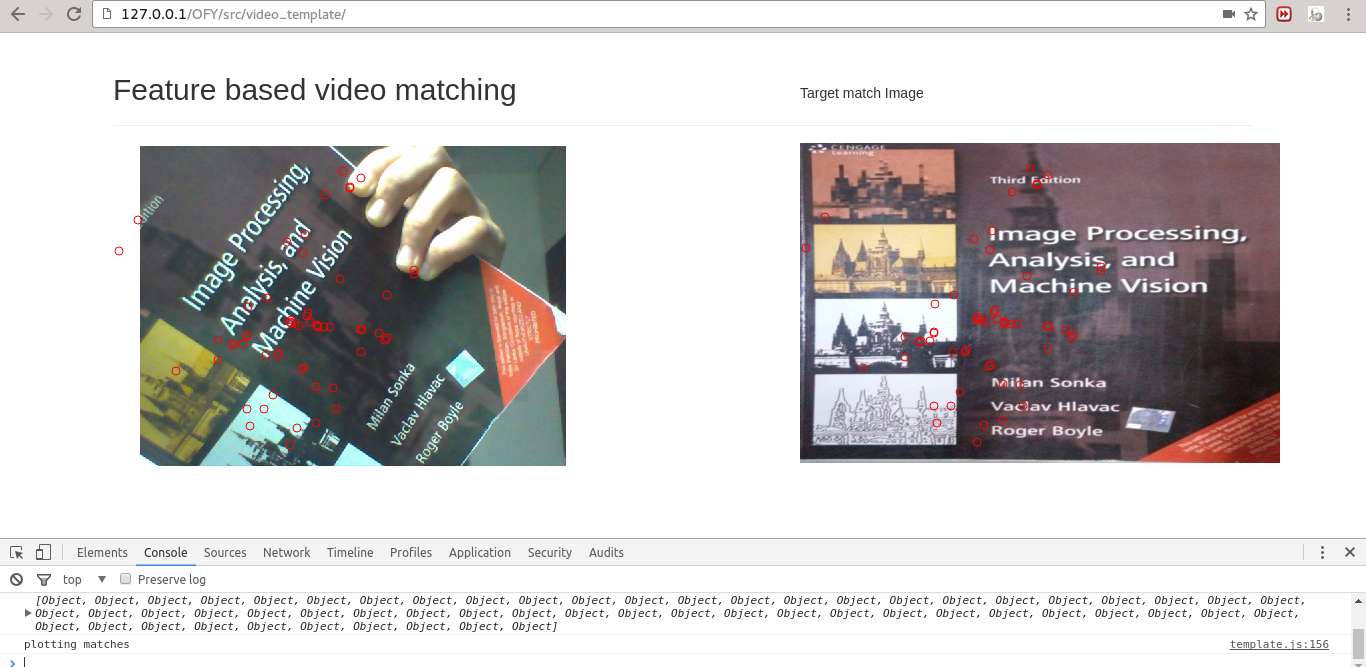 127.0.0.1/OFY/src/video_template/
Feature based video matching
Target match Image
Image Processing,
Analysis, and
Machine Vision
Milan Sonka
Vaclav Hlavac
Roger Boyle
CENGAGE
Learning
Third Edition
Image Processing,
Analysis, and
Machine Vision
Milan Sonka
Vaclav Hlavac
Roger Boyle
Elements Console Sources Network Timeline Profiles Application Security Audits
top Preserve log
[Object, Object, Object, Object, Object, Object, Object, Object, Object, Object, Object, Object, Object, Object, Object, Object, Object, Object, Object, Object, Object, Object, Object, Object,
Object, Object, Object, Object, Object, Object, Object, Object, Object, Object, Object, Object, Object, Object, Object, Object, Object, Object, Object, Object, Object, Object, Object, Object,
Object, Object, Object, Object, Object, Object, Object, Object, Object, Object]
plotting matches template.js:156